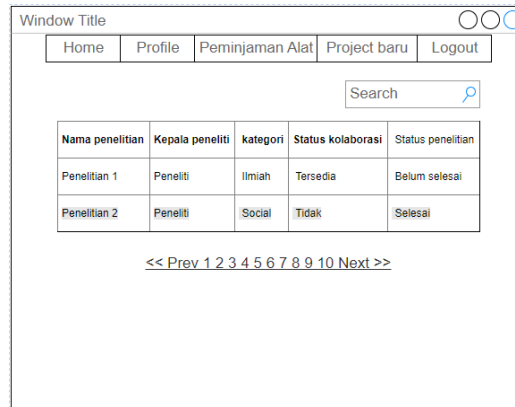 Window Title
Home Profile Peminjaman Alat Project baru Logout
Search
Nama penelitian Kepala peneliti kategori Status kolaborasi Status penelitian
Penelitian 1 Peneliti Ilmiah Tersedia Belum selesai
Penelitian 2 Peneliti Social Tidak Selesai
<< Prev 1 2 3 4 5 6 7 8 9 10 Next >>